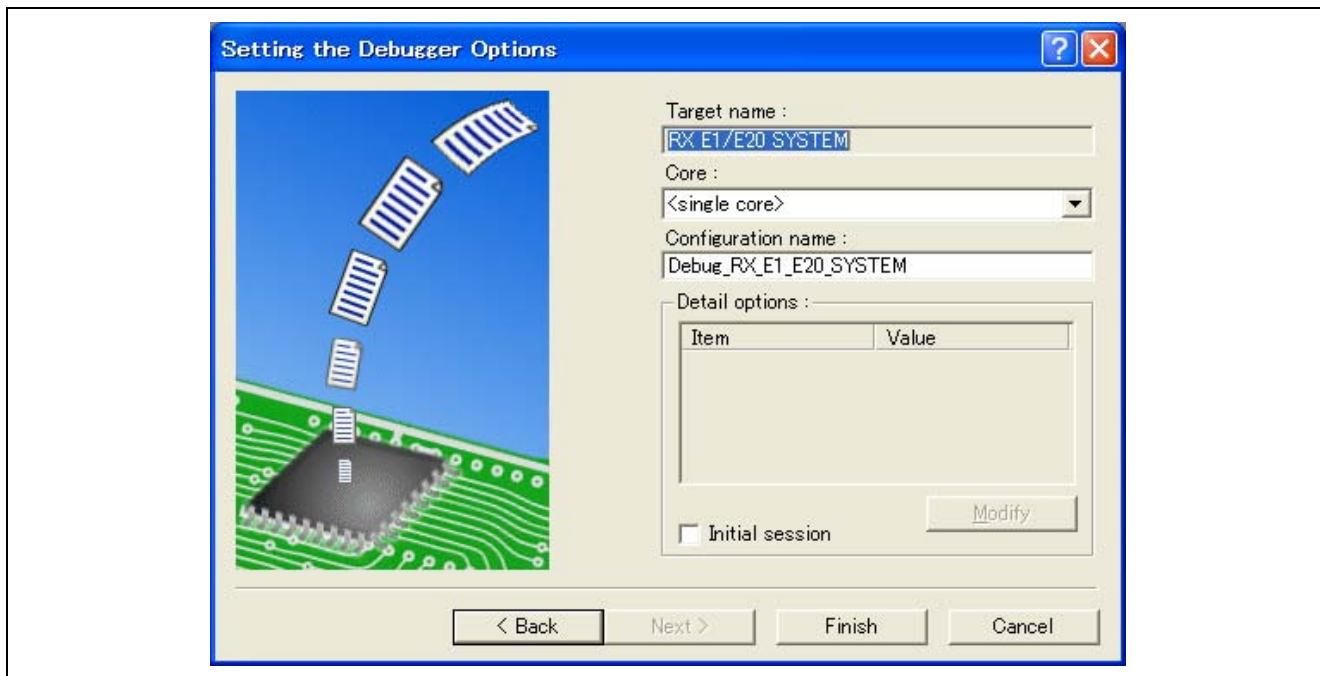 Setting the Debugger Options
Target name :
RX E1/E20 SYSTEM
Core :
<single core>
Configuration name :
Debug_RX_E1_E20_SYSTEM
Detail options :
Item Value
Modify
Initial session
< Back Next > Finish Cancel